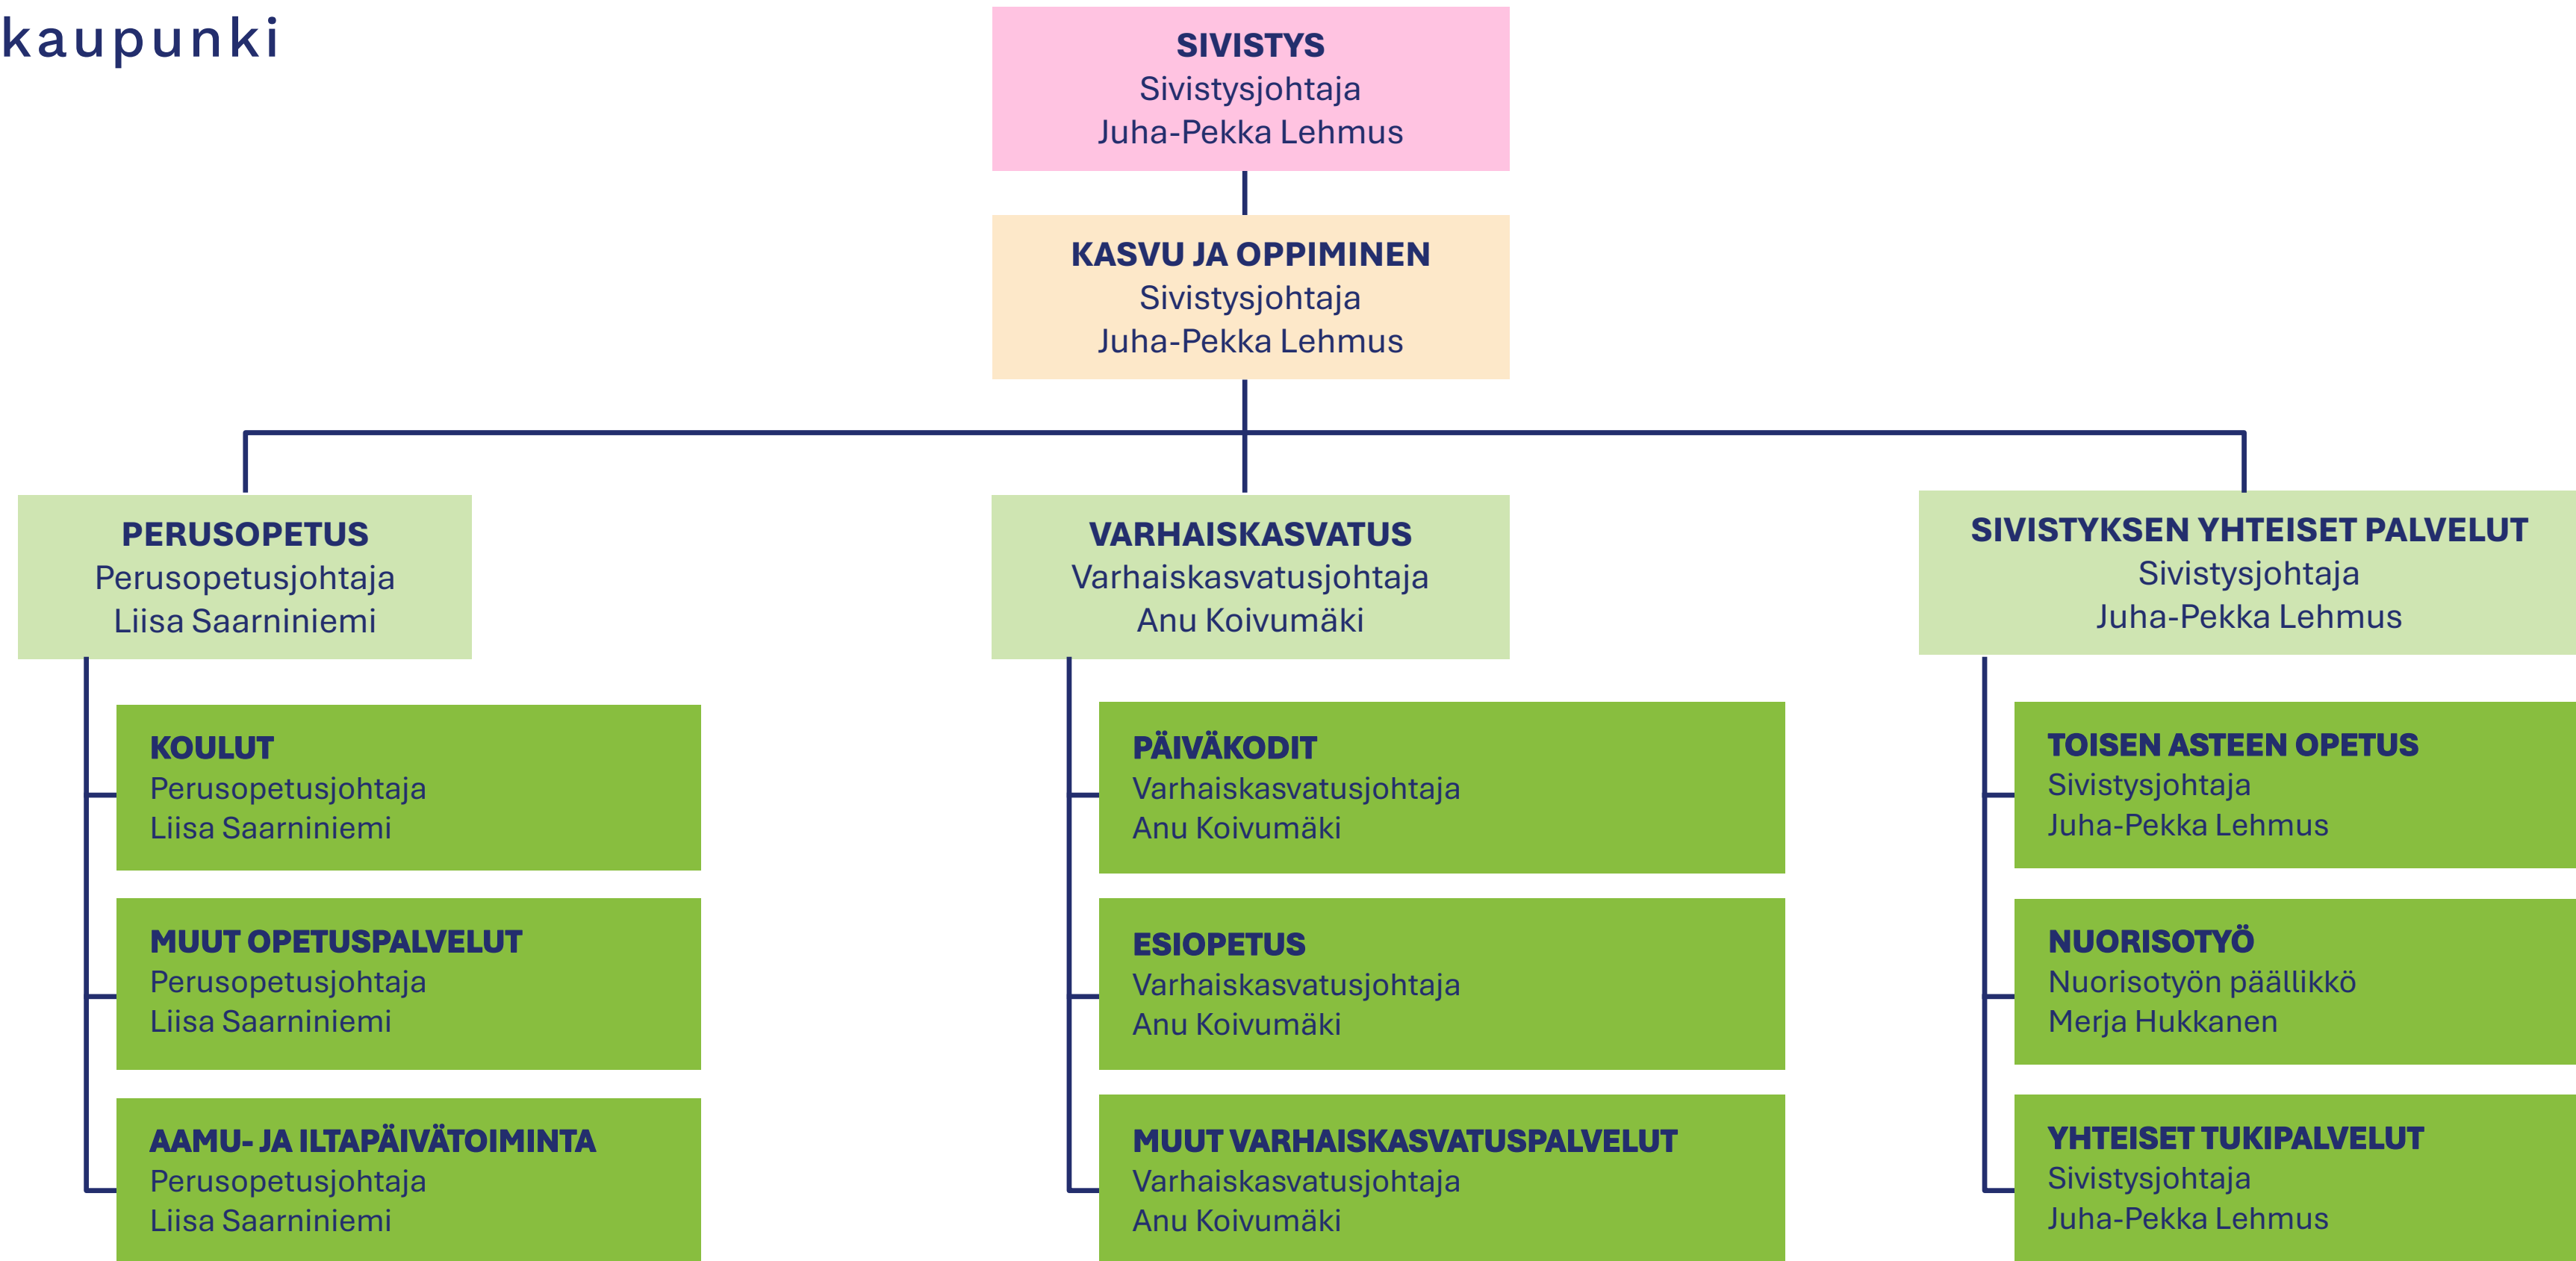 kaupunki
SIVISTYS
Sivistysjohtaja
Juha-Pekka Lehmus
KASVU JA OPPIMINEN
Sivistysjohtaja
Juha-Pekka Lehmus
PERUSOPETUS
Perusopetusjohtaja
Liisa Saarniniemi
KOULUT
Perusopetusjohtaja
Liisa Saarniniemi
MUUT OPETUSPALVELUT
Perusopetusjohtaja
Liisa Saarniniemi
AAMU- JA ILTAPÄIVÄTOIMINTA
Perusopetusjohtaja
Liisa Saarniniemi
VARHAISKASVATUS
Varhaiskasvatusjohtaja
Anu Koivumäki
PÄIVÄKODIT
Varhaiskasvatusjohtaja
Anu Koivumäki
ESIOPETUS
Varhaiskasvatusjohtaja
Anu Koivumäki
MUUT VARHAISKASVATUSPALVELUT
Varhaiskasvatusjohtaja
Anu Koivumäki
SIVISTYKSEN YHTEISET PALVELUT
Sivistysjohtaja
Juha-Pekka Lehmus
TOISEN ASTEEN OPETUS
Sivistysjohtaja
Juha-Pekka Lehmus
NUORISOTYÖ
Nuorisotyön päällikkö
Merja Hukkanen
YHTEISET TUKIPALVELUT
Sivistysjohtaja
Juha-Pekka Lehmus